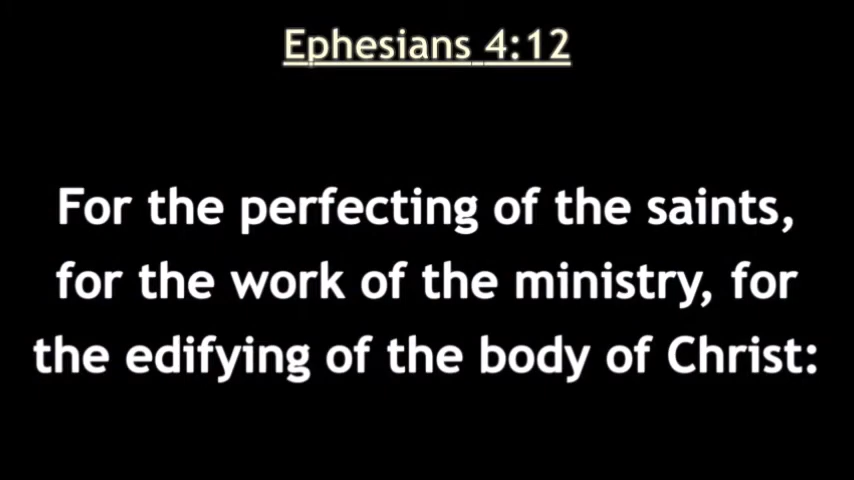 Ephesians 4:12
For the perfecting of the saints,
for the work of the ministry, for
the edifying of the body of Christ: